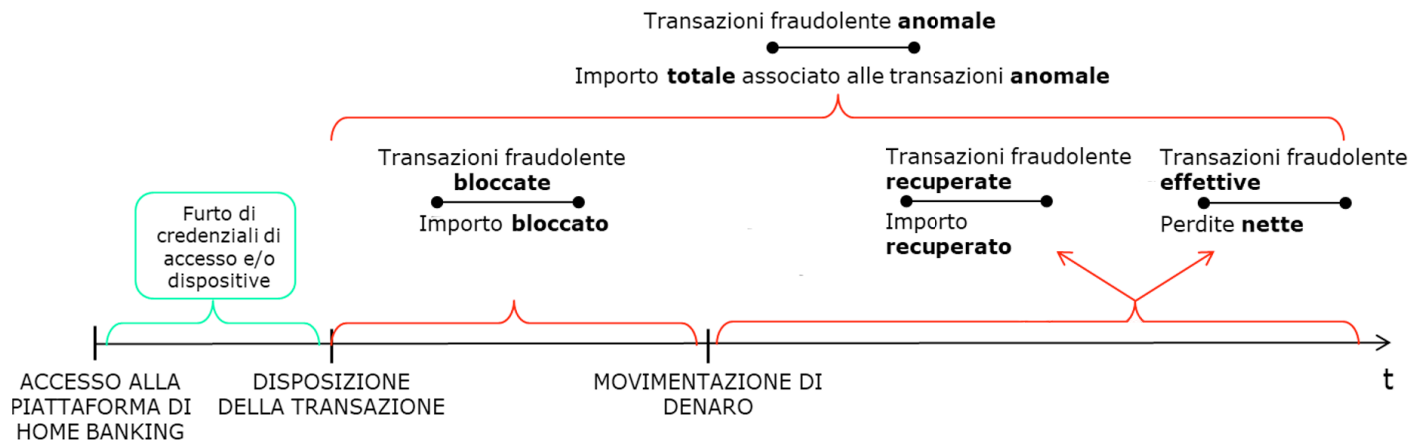 Transazioni fraudolente anomale
Importo totale associato alle transazioni anomale
Transazioni fraudolente
bloccate
Importo bloccato
Transazioni fraudolente
recuperate
Importo
recuperato
Transazioni fraudolente
effettive
Perdite nette
Furto di
credenziali di
accesso e/o
dispositive
ACCESSO ALLA
PIATTAFORMA DI
HOME BANKING
DISPOSIZIONE
DELLA TRANSAZIONE
MOVIMENTAZIONE DI
DENARO
t